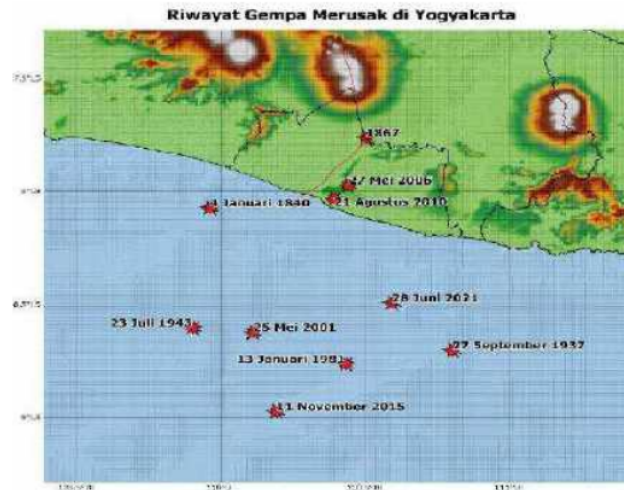 Riwayat Gempa Merusak di Yogyakarta
1867
27 Mei 2006
21 Agustus 2010
Januari 1840
28 Juni 2021
23 Juli 1943
25 Mei 2001
27 September 1937
13 Januari 1981
11 November 2015